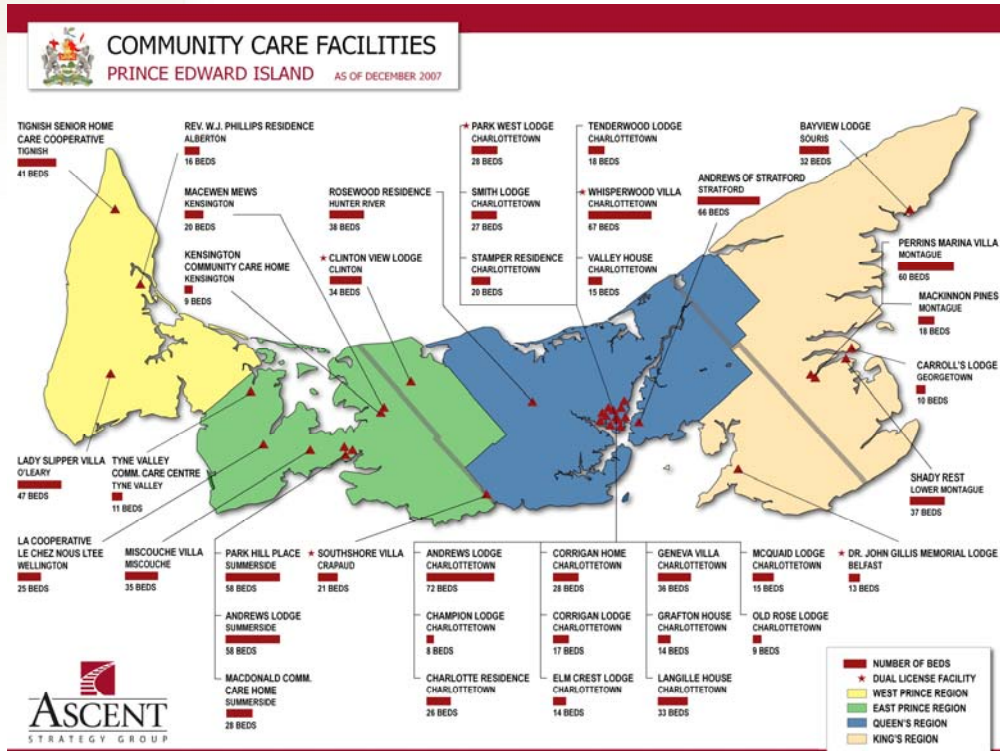 COMMUNITY CARE FACILITIES
PRINCE EDWARD ISLAND AS OF DECEMBER 2007
TIGNISH SENIOR HOME
CARE COOPERATIVE
TIGNISH
41 BEDS
REV. W.J. PHILLIPS RESIDENCE
ALBERTON
16 BEDS
MACEWEN MEWS
KENSINGTON
20 BEDS
KENSINGTON
COMMUNITY CARE HOME
KENSINGTON
9 BEDS
ROSEWOOD RESIDENCE
HUNTER RIVER
38 BEDS
CLINTON VIEW LODGE
CLINTON
34 BEDS
PARK WEST LODGE
CHARLOTTETOWN
28 BEDS
SMITH LODGE
CHARLOTTETOWN
27 BEDS
STAMPER RESIDENCE
CHARLOTTETOWN
20 BEDS
TENDERWOOD LODGE
CHARLOTTETOWN
18 BEDS
WHISPERWOOD VILLA
CHARLOTTETOWN
67 BEDS
VALLEY HOUSE
CHARLOTTETOWN
15 BEDS
ANDREWS OF STRATFORD
STRATFORD
66 BEDS
BAYVIEW LODGE
SOURIS
32 BEDS
PERRINS MARINA VILLA
MONTAGUE
60 BEDS
MACKINNON PINES
MONTAGUE
18 BEDS
CARROLL'S LODGE
GEORGETOWN
10 BEDS
SHADY REST
LOWER MONTAGUE
37 BEDS
LADY SLIPPER VILLA
O'LEARY
47 BEDS
TYNE VALLEY
COMM. CARE CENTRE
TYNE VALLEY
11 BEDS
LA COOPERATIVE
LE CHEZ NOUS LTEE
WELLINGTON
25 BEDS
MISCOUCHE VILLA
MISCOUCHE
35 BEDS
PARK HILL PLACE
SUMMERSIDE
58 BEDS
ANDREWS LODGE
SUMMERSIDE
58 BEDS
MACDONALD COMM.
CARE HOME
SUMMERSIDE
28 BEDS
SOUTHSHORE VILLA
CRAPAUD
21 BEDS
ANDREWS LODGE
CHARLOTTETOWN
72 BEDS
CHAMPION LODGE
CHARLOTTETOWN
8 BEDS
CHARLOTTE RESIDENCE
CHARLOTTETOWN
26 BEDS
CORRIGAN HOME
CHARLOTTETOWN
28 BEDS
CORRIGAN LODGE
CHARLOTTETOWN
17 BEDS
ELM CREST LODGE
CHARLOTTETOWN
14 BEDS
GENEVA VILLA
CHARLOTTETOWN
36 BEDS
GRAFTON HOUSE
CHARLOTTETOWN
14 BEDS
LANGILLE HOUSE
CHARLOTTETOWN
33 BEDS
MCQUAID LODGE
CHARLOTTETOWN
15 BEDS
OLD ROSE LODGE
CHARLOTTETOWN
9 BEDS
DR. JOHN GILLIS MEMORIAL LODGE
BELFAST
13 BEDS
ASCENT
STRATEGY GROUP
NUMBER OF BEDS
DUAL LICENSE FACILITY
WEST PRINCE REGION
EAST PRINCE REGION
QUEEN'S REGION
KING'S REGION